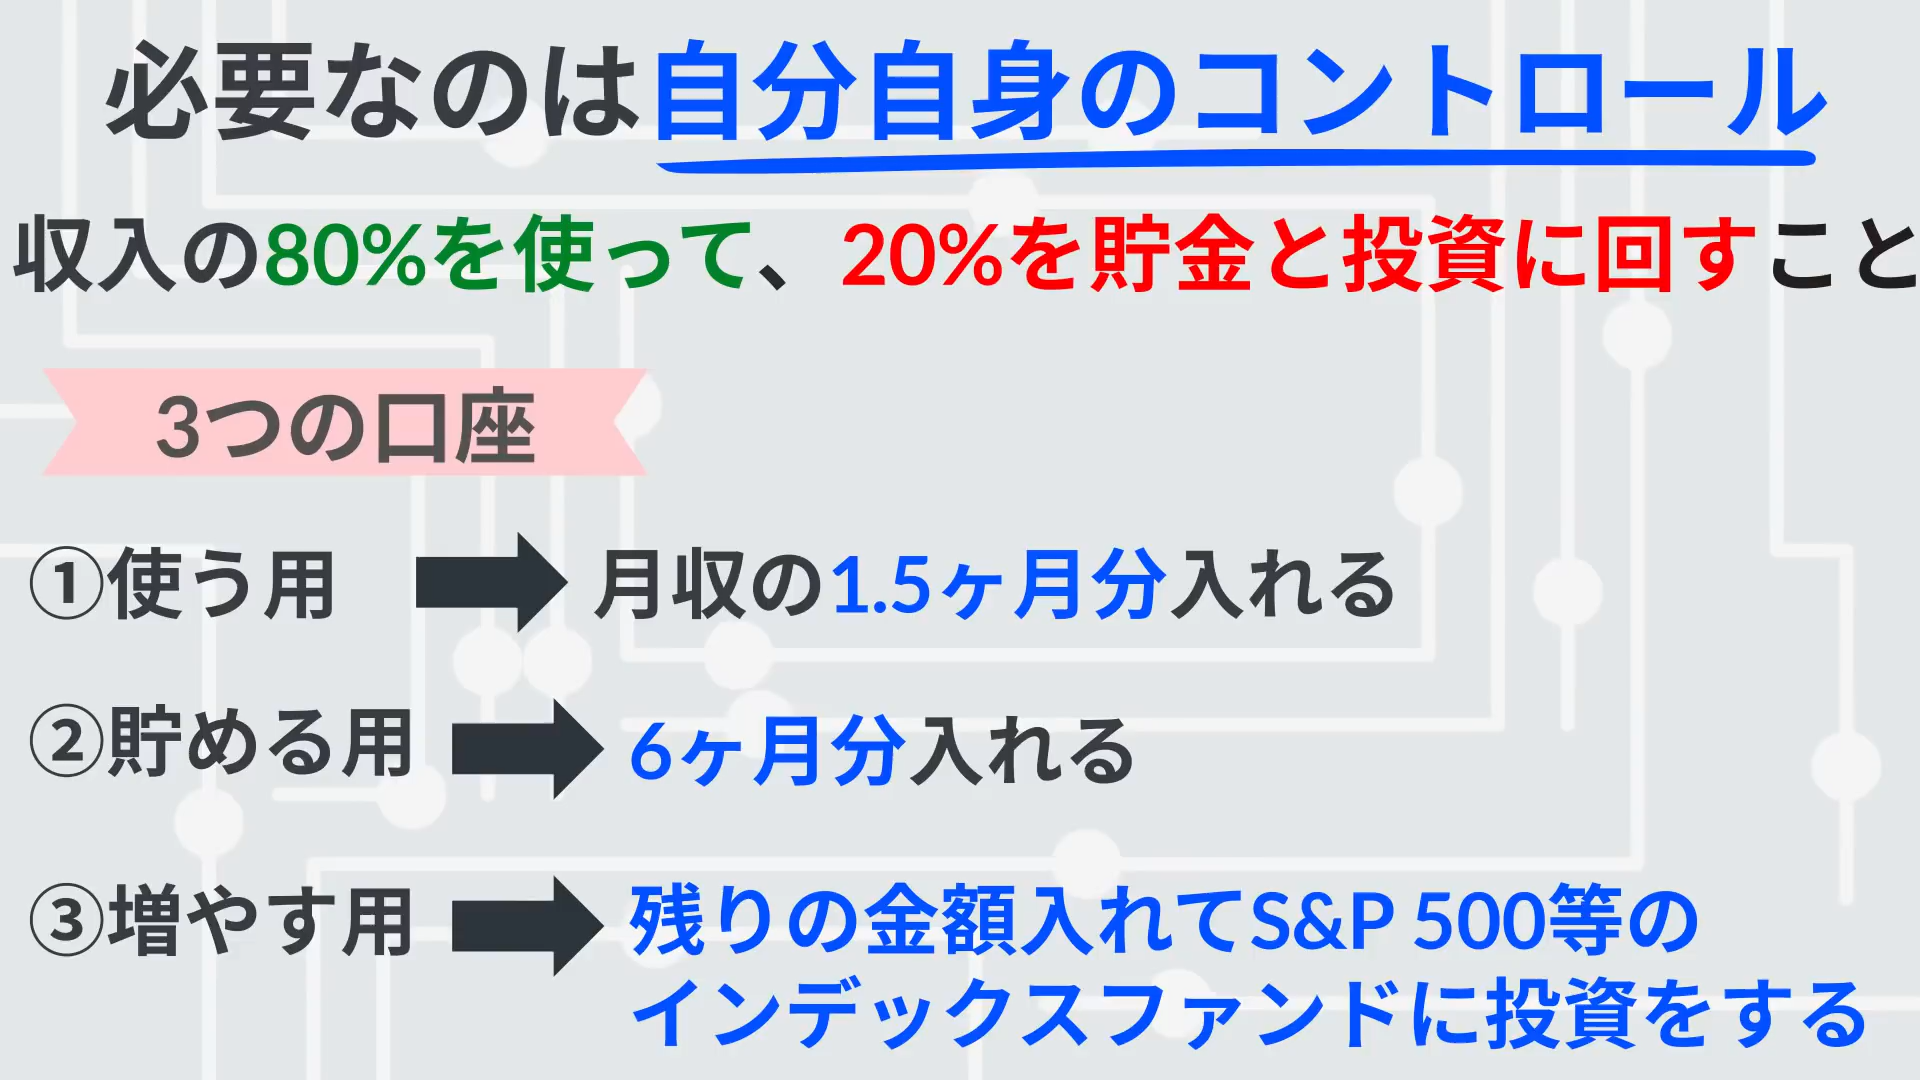 必要なのは自分自身のコントロール
収入の80%を使って、20%を貯金と投資に回すこと
3つの口座
①使う用
月収の1.5ヶ月分入れる
②貯める用
6ヶ月分入れる
③増やす用
残りの金額入れてS&P 500等の
インデックスファンドに投資をする